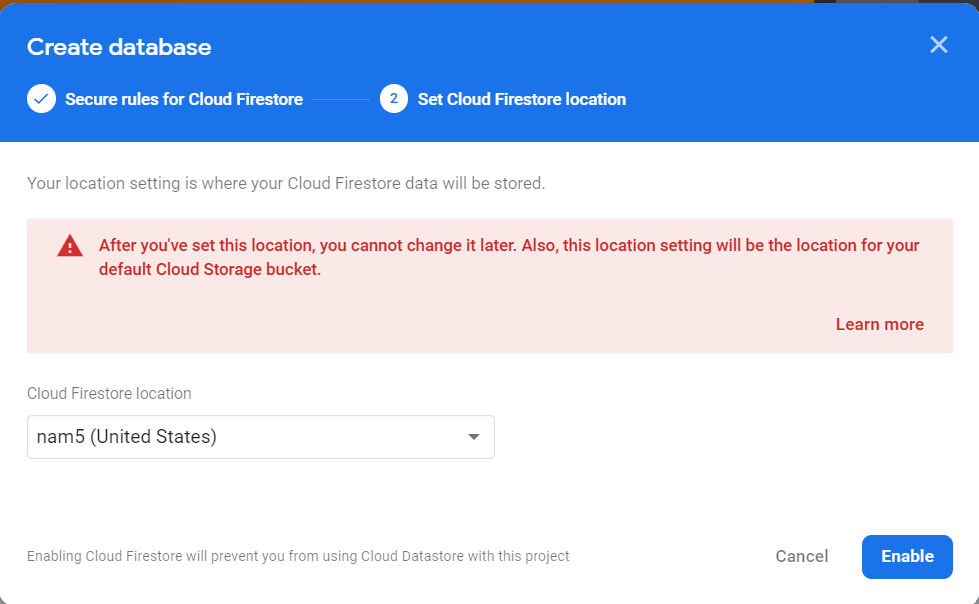 Create database
Secure rules for Cloud Firestore
2 Set Cloud Firestore location
Your location setting is where your Cloud Firestore data will be stored.
After you've set this location, you cannot change it later. Also, this location setting will be the location for your
default Cloud Storage bucket.
Learn more
Cloud Firestore location
nam5 (United States)
Enabling Cloud Firestore will prevent you from using Cloud Datastore with this project
Cancel
Enable